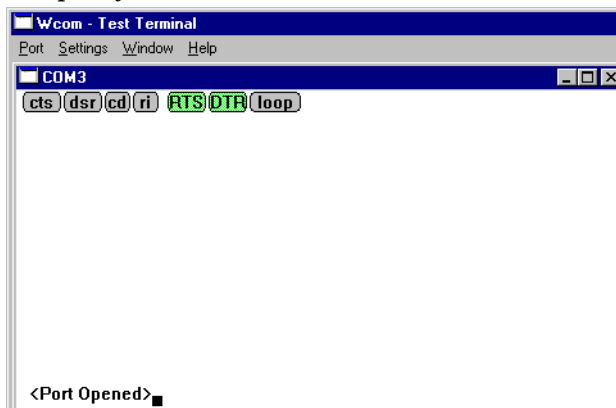 Wcom - Test Terminal
Port Settings Window Help
COM3
cts dsr cd ri RTS DTR loop
<Port Opened>